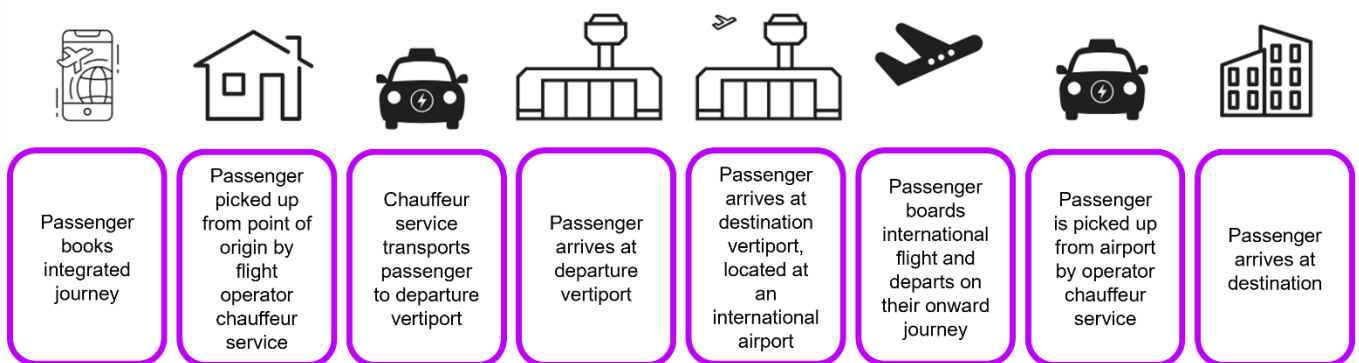 Passenger
books
integrated
journey
Passenger
picked up
from point of
origin by
flight
operator
chauffeur
service
Chauffeur
service
transports
passenger
to departure
vertiport
Passenger
arrives at
departure
vertiport
Passenger
arrives at
destination
vertiport,
located at
an
international
airport
Passenger
boards
international
flight and
departs on
their onward
journey
Passenger
is picked up
from airport
by operator
chauffeur
service
Passenger
arrives at
destination